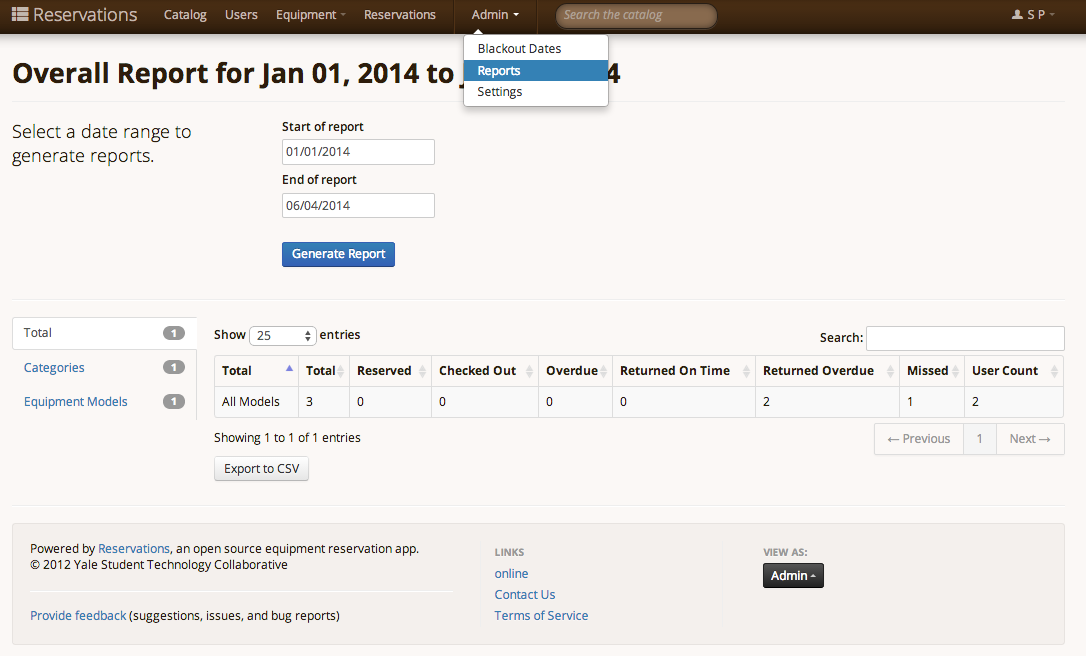 Reservations Catalog Users Equipment Reservations Admin Search the catalog S P
Blackout Dates
Reports
Settings
Overall Report for Jan 01, 2014 to J 4
Select a date range to
generate reports.
Start of report
01/01/2014
End of report
06/04/2014
Generate Report
Total 1
Categories 1
Equipment Models 1
Show 25 entries
Search:
Total Total Reserved Checked Out Overdue Returned On Time Returned Overdue Missed User Count
All Models 3 0 0 0 0 2 1 2
Showing 1 to 1 of 1 entries
← Previous 1 Next →
Export to CSV
Powered by Reservations, an open source equipment reservation app.
© 2012 Yale Student Technology Collaborative
Provide feedback (suggestions, issues, and bug reports)
LINKS
online
Contact Us
Terms of Service
VIEW AS:
Admin